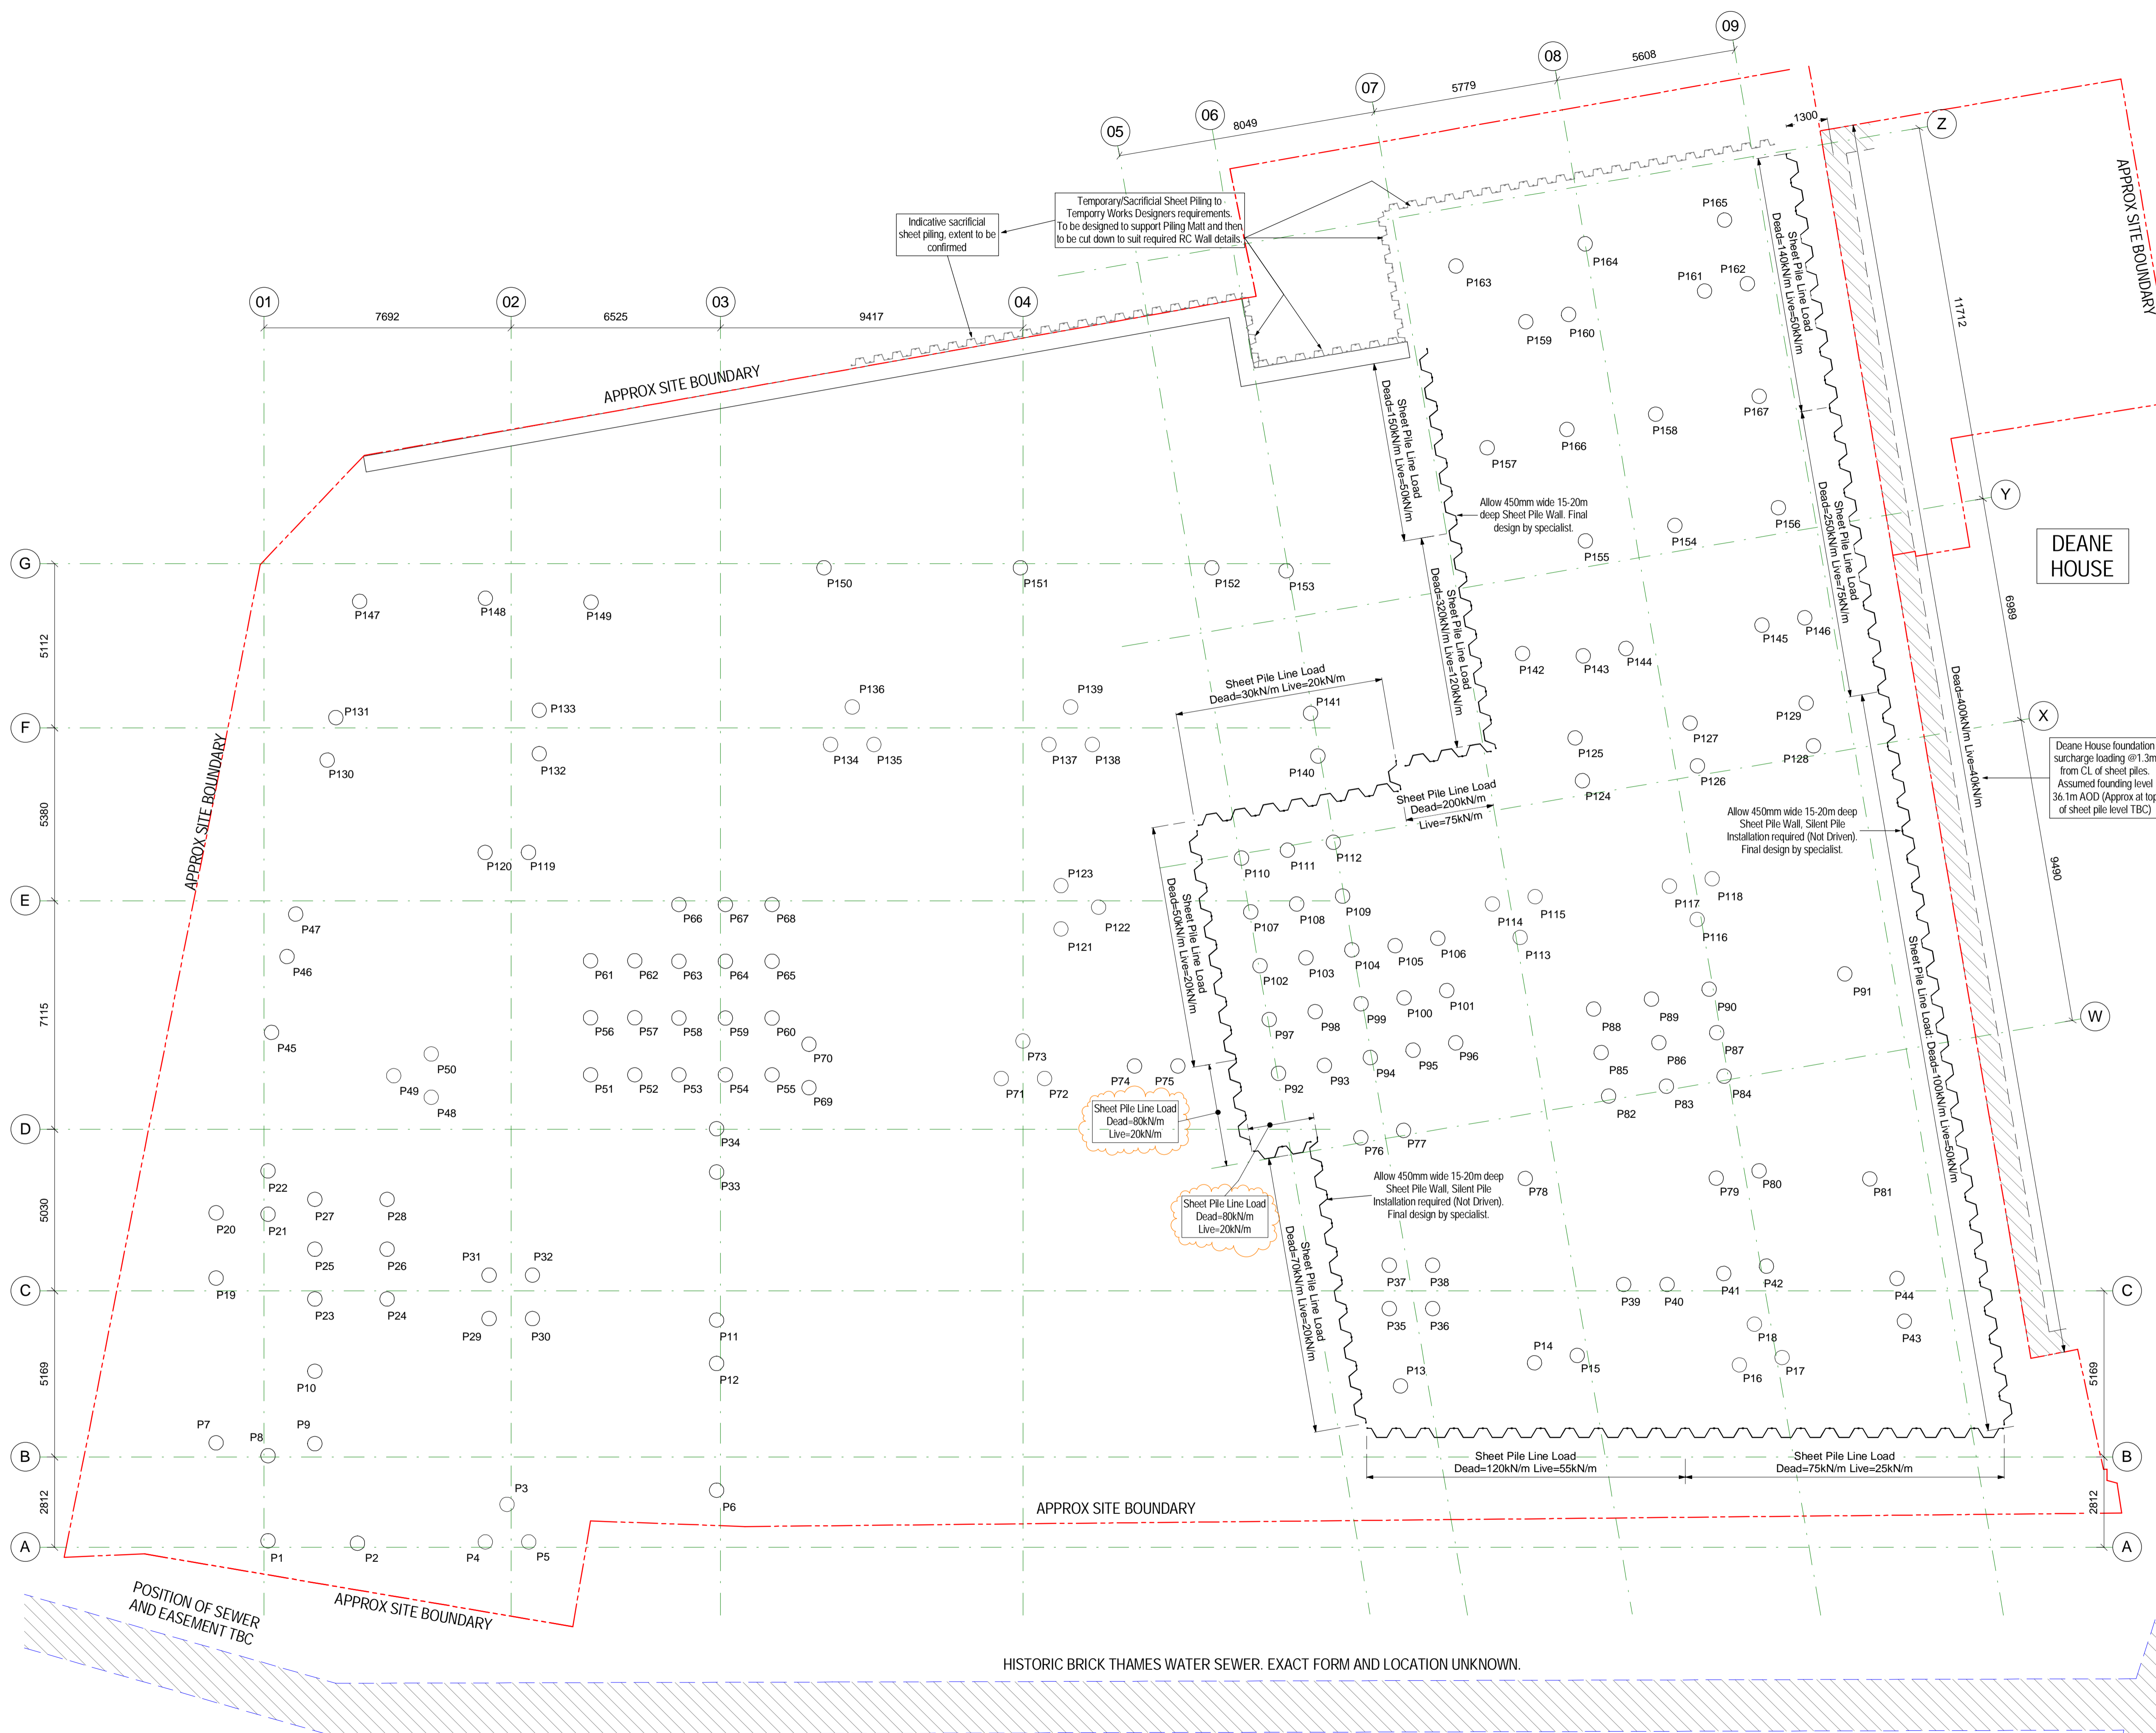 09
08
07
06
05
5608
5779
8049
1300
Z
APPROX SITE BOUNDARY
Temporary/Sacrificial Sheet Piling to
Temporry Works Designers requirements.
To be designed to support Piling Matt and then
to be cut down to suit required RC Wall details.
Indicative sacrificial
sheet piling, extent to be
confirmed
01
02
03
04
7692
6525
9417
APPROX SITE BOUNDARY
P165
P164
P163
P162
P161
P160
P159
Sheet Pile Line Load
Dead=140kN/m Live=50kN/m
11712
P167
P158
P166
P157
Sheet Pile Line Load
Dead=150kN/m Live=50kN/m
Allow 450mm wide 15-20m
deep Sheet Pile Wall. Final
design by specialist.
Y
P156
P154
P155
Sheet Pile Line Load
Dead=250kN/m Live=75kN/m
DEANE
HOUSE
G
P150
P151
P152
P153
P147
P148
P149
5112
6989
Sheet Pile Line Load
Dead=320kN/m Live=120kN/m
P145
P146
P142
P143
P144
Sheet Pile Line Load
Dead=30kN/m Live=20kN/m
P136
P139
P141
P131
P133
F
P129
P127
P125
X
P134
P135
P137
P138
P140
P130
P132
P128
P126
P124
Dead=400kN/m Live=40kN/m
Deane House foundation
surcharge loading @1.3m
from CL of sheet piles.
Assumed founding level
36.1m AOD (Approx at top
of sheet pile level TBC)
APPROX SITE BOUNDARY
5380
Sheet Pile Line Load
Dead=200kN/m
Live=75kN/m
Allow 450mm wide 15-20m deep
Sheet Pile Wall, Silent Pile
Installation required (Not Driven).
Final design by specialist.
P120
P119
P112
P111
P110
9490
E
P123
P122
P121
P66
P67
P68
P47
P46
Sheet Pile Line Load
Dead=50kN/m Live=20kN/m
P109
P108
P107
P114
P115
P117
P118
P116
P113
P106
P105
P104
P103
P102
Sheet Pile Line Load: Dead=100kN/m Live=50kN/m
P61
P62
P63
P64
P65
7115
P91
P90
P89
P88
P101
P100
P99
P98
P97
W
P45
P56
P57
P58
P59
P60
P70
P73
P50
P49
P48
P51
P52
P53
P54
P55
P69
P71
P72
P74
P75
P96
P95
P94
P93
P92
P87
P86
P85
P84
P83
P82
Sheet Pile Line Load
Dead=80kN/m
Live=20kN/m
D
P34
P33
P76
P77
P22
P21
P20
P27
P28
5030
Sheet Pile Line Load
Dead=80kN/m
Live=20kN/m
Allow 450mm wide 15-20m deep
Sheet Pile Wall, Silent Pile
Installation required (Not Driven).
Final design by specialist.
P78
P79
P80
P81
P25
P26
P31
P32
P19
Sheet Pile Line Load
Dead=70kN/m Live=20kN/m
P37
P38
P39
P40
P41
P42
P44
C
C
P23
P24
P29
P30
P11
P35
P36
P18
P43
5169
P12
P10
P14
P15
P13
P16
P17
5169
P7
P8
P9
B
B
Sheet Pile Line Load
Dead=120kN/m Live=55kN/m
Sheet Pile Line Load
Dead=75kN/m Live=25kN/m
2812
P3
P6
APPROX SITE BOUNDARY
2812
A
P1
P2
P4
P5
A
POSITION OF SEWER
AND EASEMENT TBC
APPROX SITE BOUNDARY
HISTORIC BRICK THAMES WATER SEWER. EXACT FORM AND LOCATION UNKNOWN.